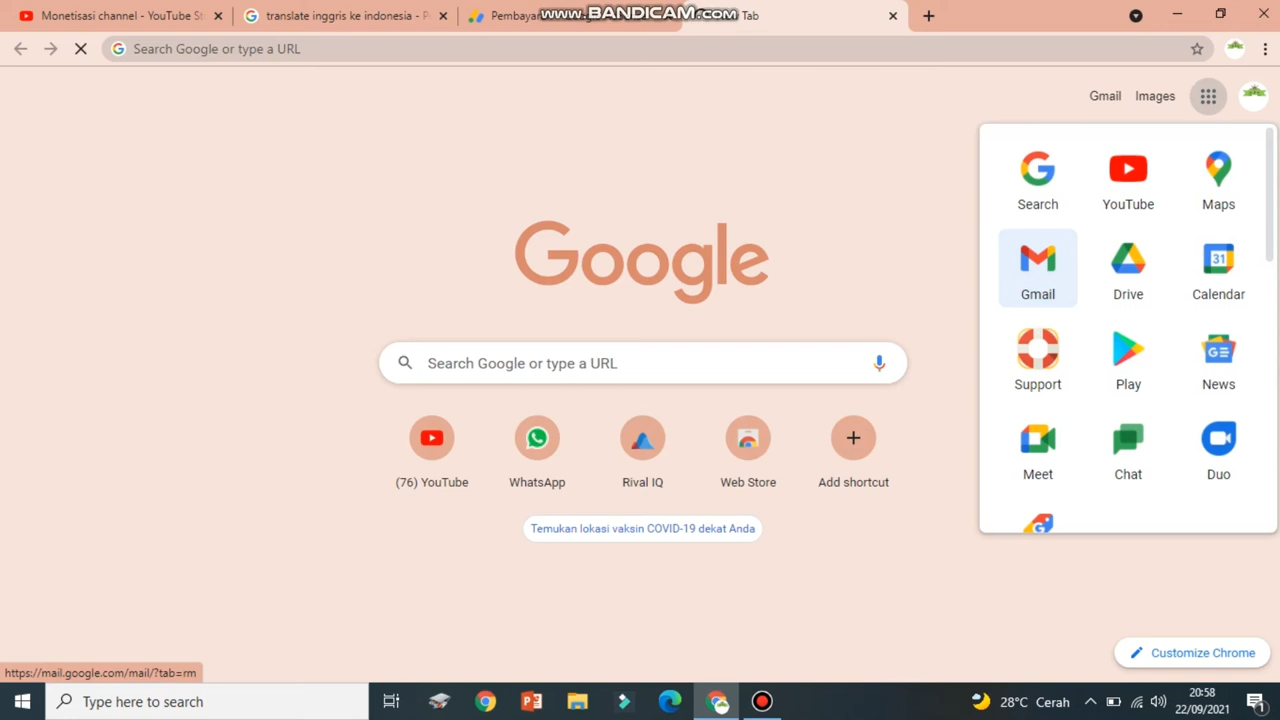 Monetisasi channel - YouTube St
translate inggris ke indonesia - P
Pembaya
www.BANDICAM.com
Tab
Search Google or type a URL
Gmail
Images
Search
YouTube
Maps
Gmail
31
Drive
Calendar
Support
Play
GE
News
Meet
Chat
Duo
Google
Search Google or type a URL
(76) YouTube
WhatsApp
Rival IQ
Web Store
Add shortcut
Temukan lokasi vaksin COVID-19 dekat Anda
Customize Chrome
https://mail.google.com/mail/?tab=rm
Type here to search
28°C Cerah
20:58
22/09/2021
1